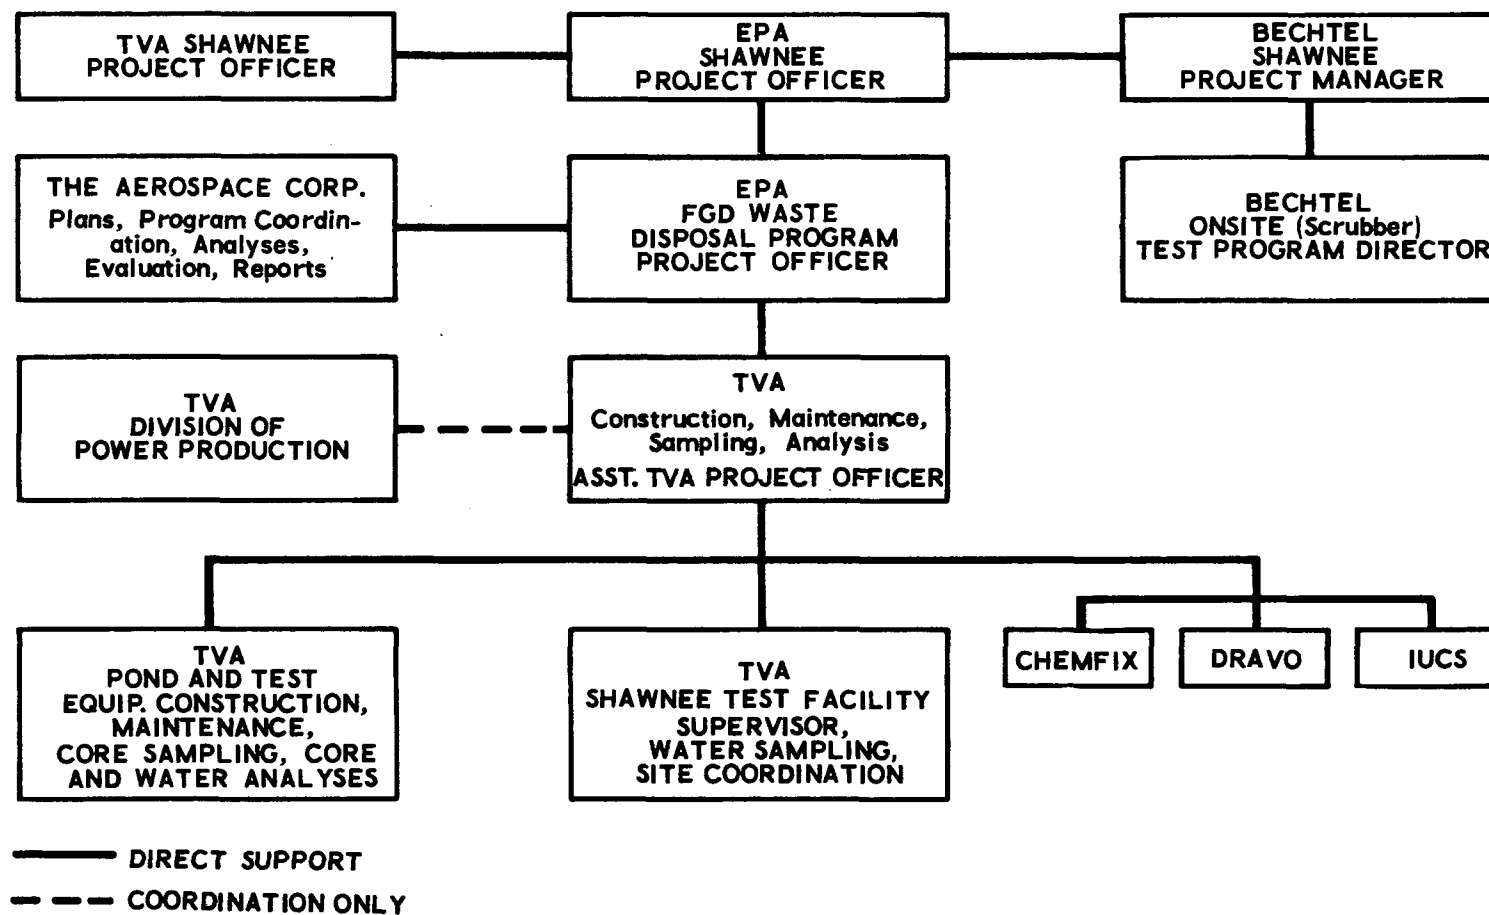 TVA SHAWNEE
PROJECT OFFICER
EPA
SHAWNEE
PROJECT OFFICER
BECHTEL
SHAWNEE
PROJECT MANAGER
THE AEROSPACE CORP.
Plans, Program Coordin-
ation, Analyses,
Evaluation, Reports
EPA
FGD WASTE
DISPOSAL PROGRAM
PROJECT OFFICER
BECHTEL
ONSITE (Scrubber)
TEST PROGRAM DIRECTOR
TVA
DIVISION OF
POWER PRODUCTION
TVA
Construction, Maintenance,
Sampling, Analysis
ASST. TVA PROJECT OFFICER
TVA
POND AND TEST
EQUIP. CONSTRUCTION,
MAINTENANCE,
CORE SAMPLING, CORE
AND WATER ANALYSES
TVA
SHAWNEE TEST FACILITY
SUPERVISOR,
WATER SAMPLING,
SITE COORDINATION
CHEMFIX
DRAVO
IUCS
DIRECT SUPPORT
COORDINATION ONLY